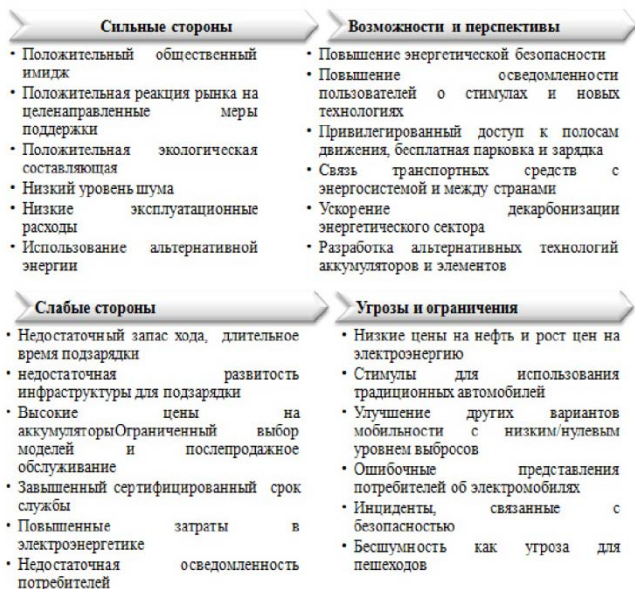 Сильные стороны
• Положительный общественный
имидж
• Положительная реакция рынка на
целенаправленные меры
поддержки
• Положительная экологическая
составляющая
• Низкий уровень шума
• Низкие эксплуатационные
расходы
• Использование альтернативной
энергии
Возможности и перспективы
• Повышение энергетической безопасности
• Повышение осведомленности
пользователей о стимулах и новых
технологиях
• Привилегированный доступ к полосам
движения, бесплатная парковка и зарядка
• Связь транспортных средств с
энергосистемой и между странами
• Ускорение декарбонизации
энергетического сектора
• Разработка альтернативных технологий
аккумуляторов и элементов
Слабые стороны
• Недостаточный запас хода, длительное
время подзарядки
• недостаточная развитость
инфраструктуры для подзарядки
• Высокие цены на
аккумуляторыОграниченный выбор
моделей и послепродажное
обслуживание
• Завышенный сертифицированный срок
службы
• Повышенные затраты в
электроэнергетике
• Недостаточная осведомленность
потребителей
Угрозы и ограничения
• Низкие цены на нефть и рост цен на
электроэнергию
• Стимулы для использования
традиционных автомобилей
• Улучшение других вариантов
мобильности с низким/нулевым
уровнем выбросов
• Ошибочные представления
потребителей об электромобилях
• Инциденты, связанные с
безопасностью
• Бесшумность как угроза для
пешеходов